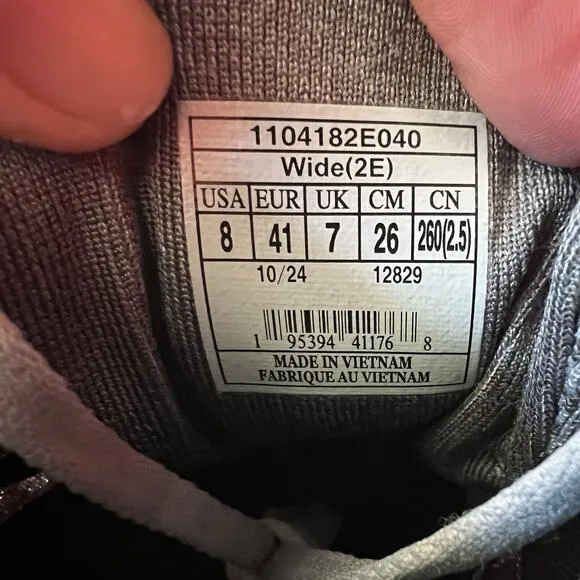 1104182E040
Wide(2E)
USA EUR UK CM CN
8 41 7 26 260(2.5)
10/24 12829
1 95394 41176 8
MADE IN VIETNAM
FABRIQUE AU VIETNAM